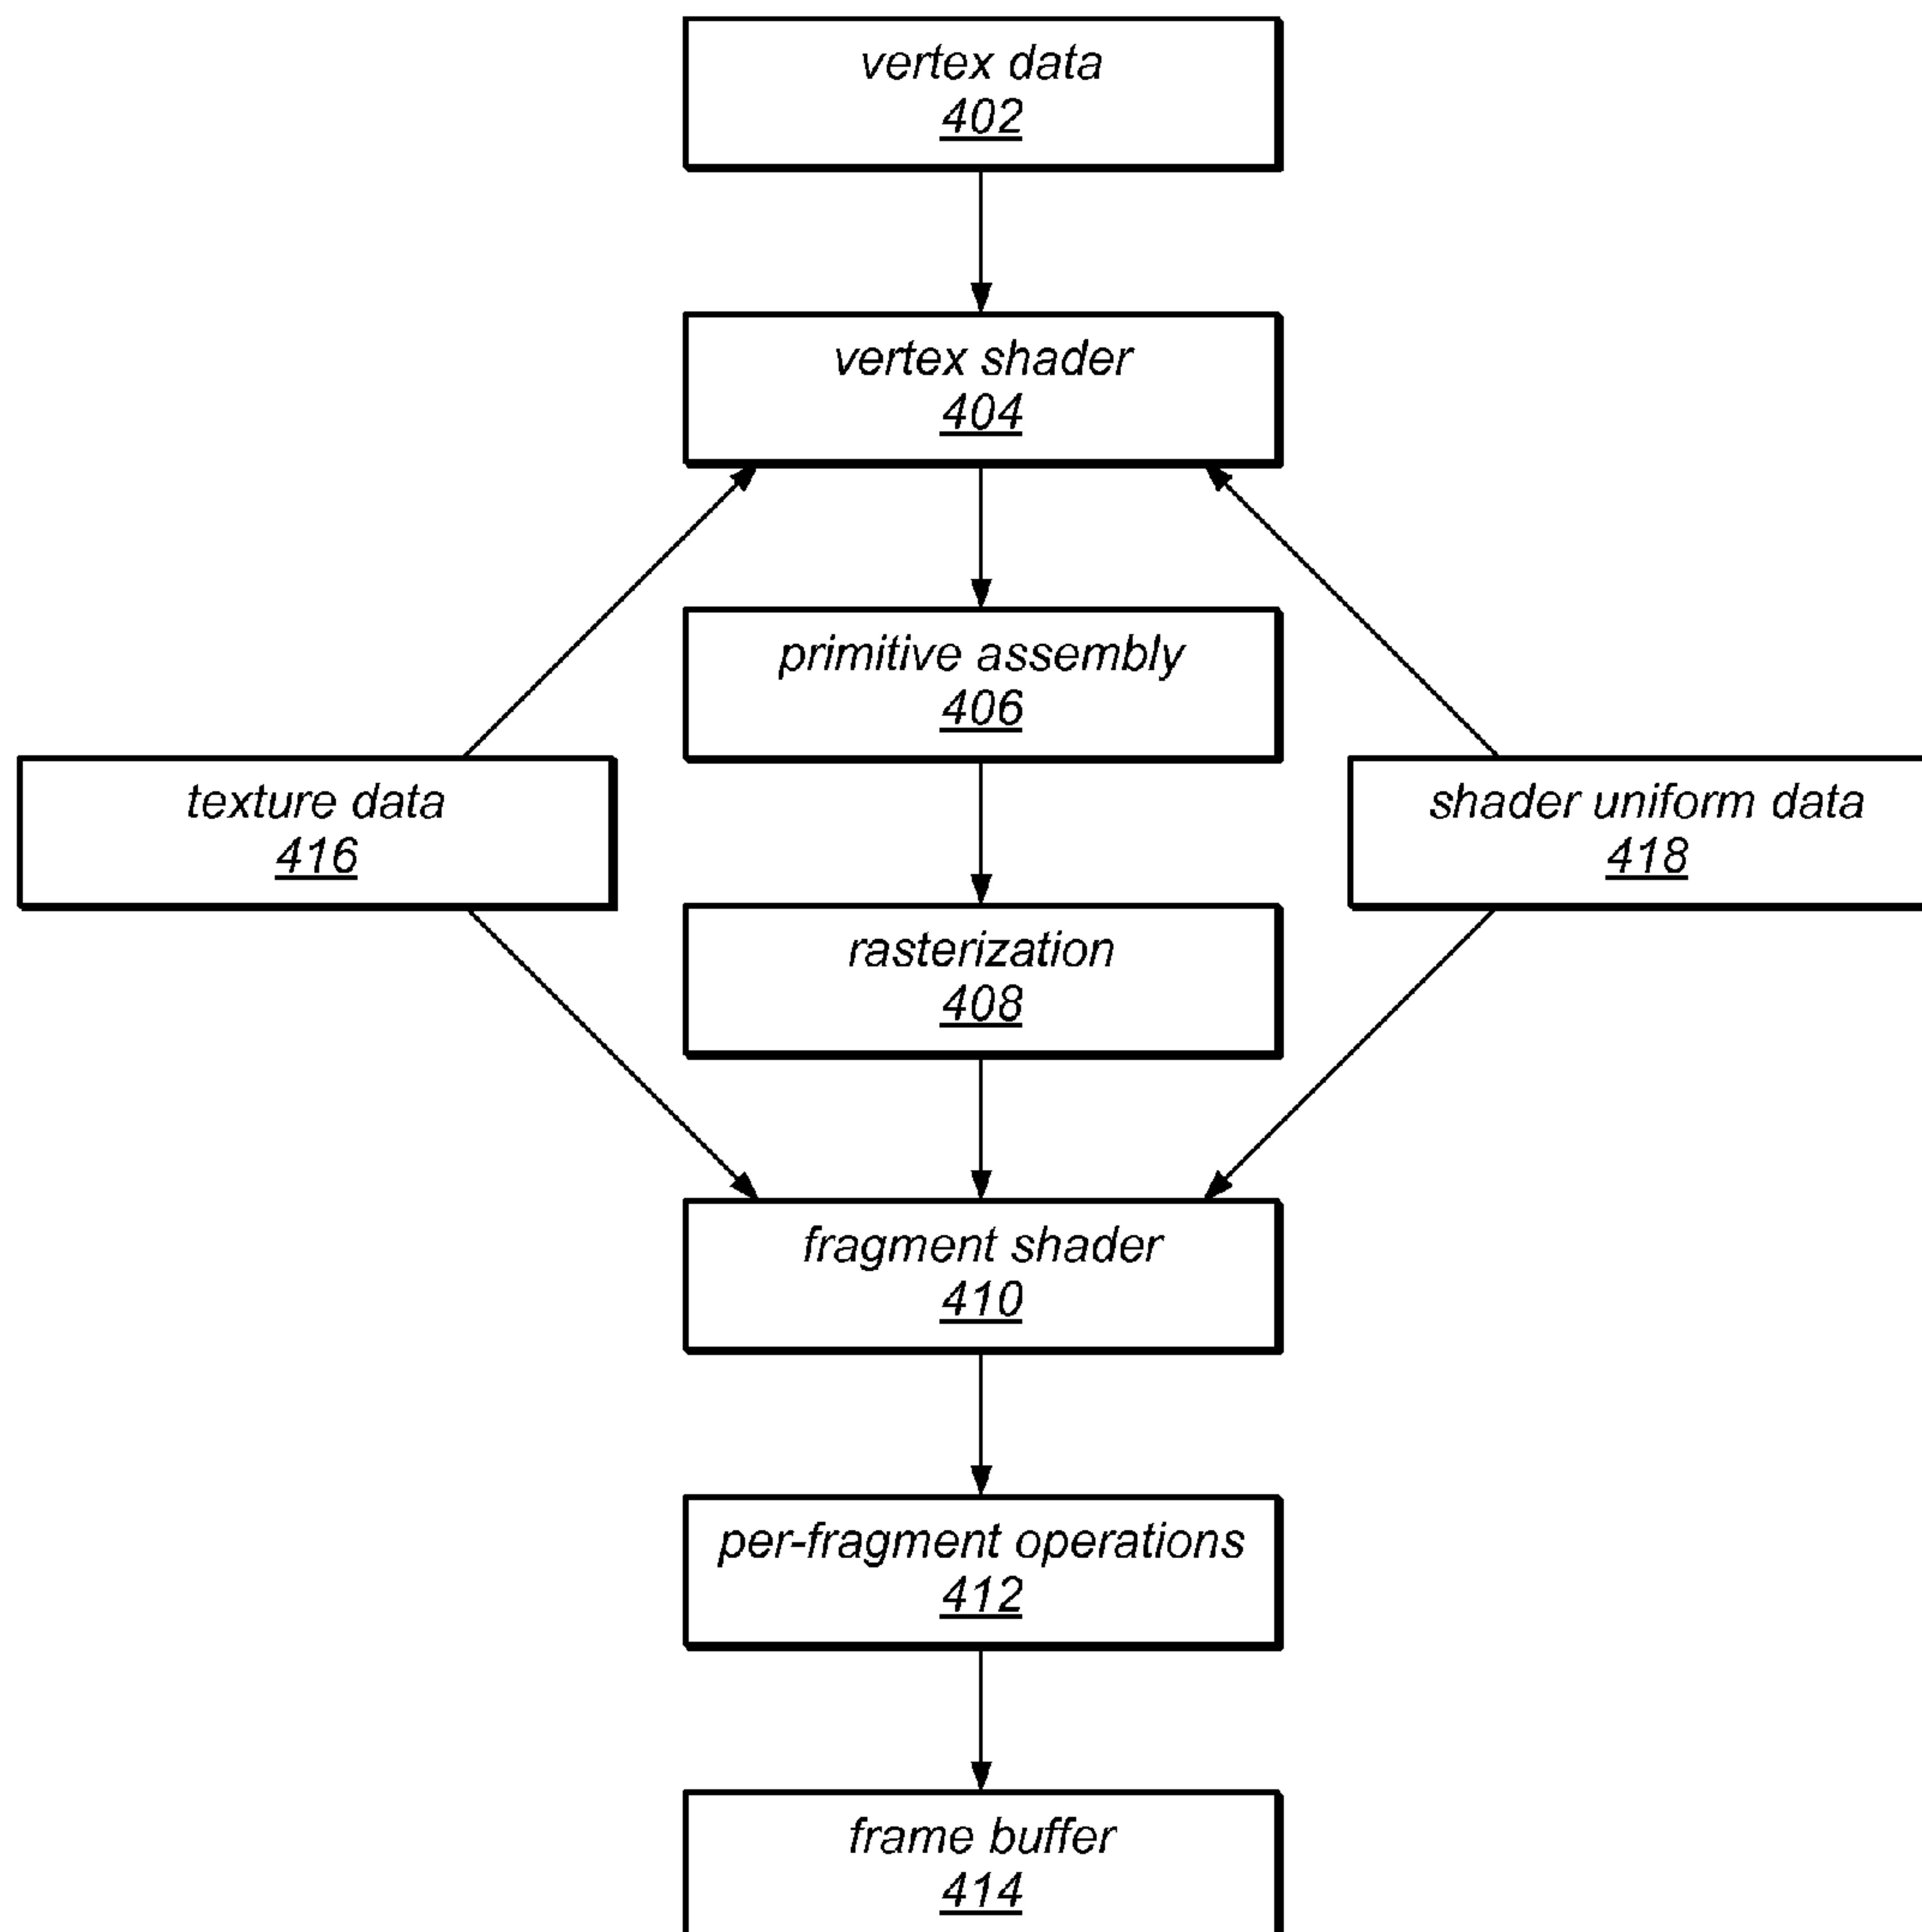 vertex data
402
vertex shader
404
primitive assembly
406
texture data
416
shader uniform data
418
rasterization
408
fragment shader
410
per-fragment operations
412
frame buffer
414